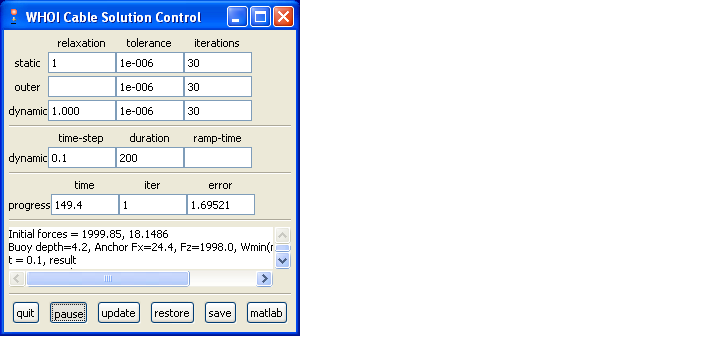 WHOI Cable Solution Control
relaxation tolerance iterations
static 1 1e-006 30
outer 1e-006 30
dynamic 1.000 1e-006 30
time-step duration ramp-time
dynamic 0.1 200
time iter error
progress 149.4 1 1.69521
Initial forces = 1999.85, 18.1486
Buoy depth=4.2, Anchor Fx=24.4, Fz=1998.0, Wmin(
t = 0.1, result
quit pause update restore save matlab